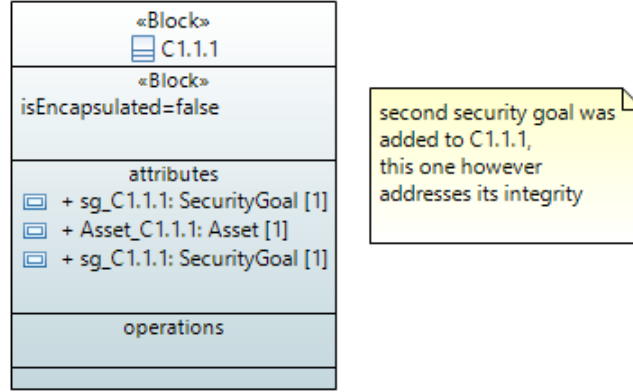 «Block»
C1.1.1
«Block»
isEncapsulated=false
attributes
+ sg_C1.1.1: SecurityGoal [1]
+ Asset_C1.1.1: Asset [1]
+ sg_C1.1.1: SecurityGoal [1]
operations
second security goal was
added to C1.1.1,
this one however
addresses its integrity